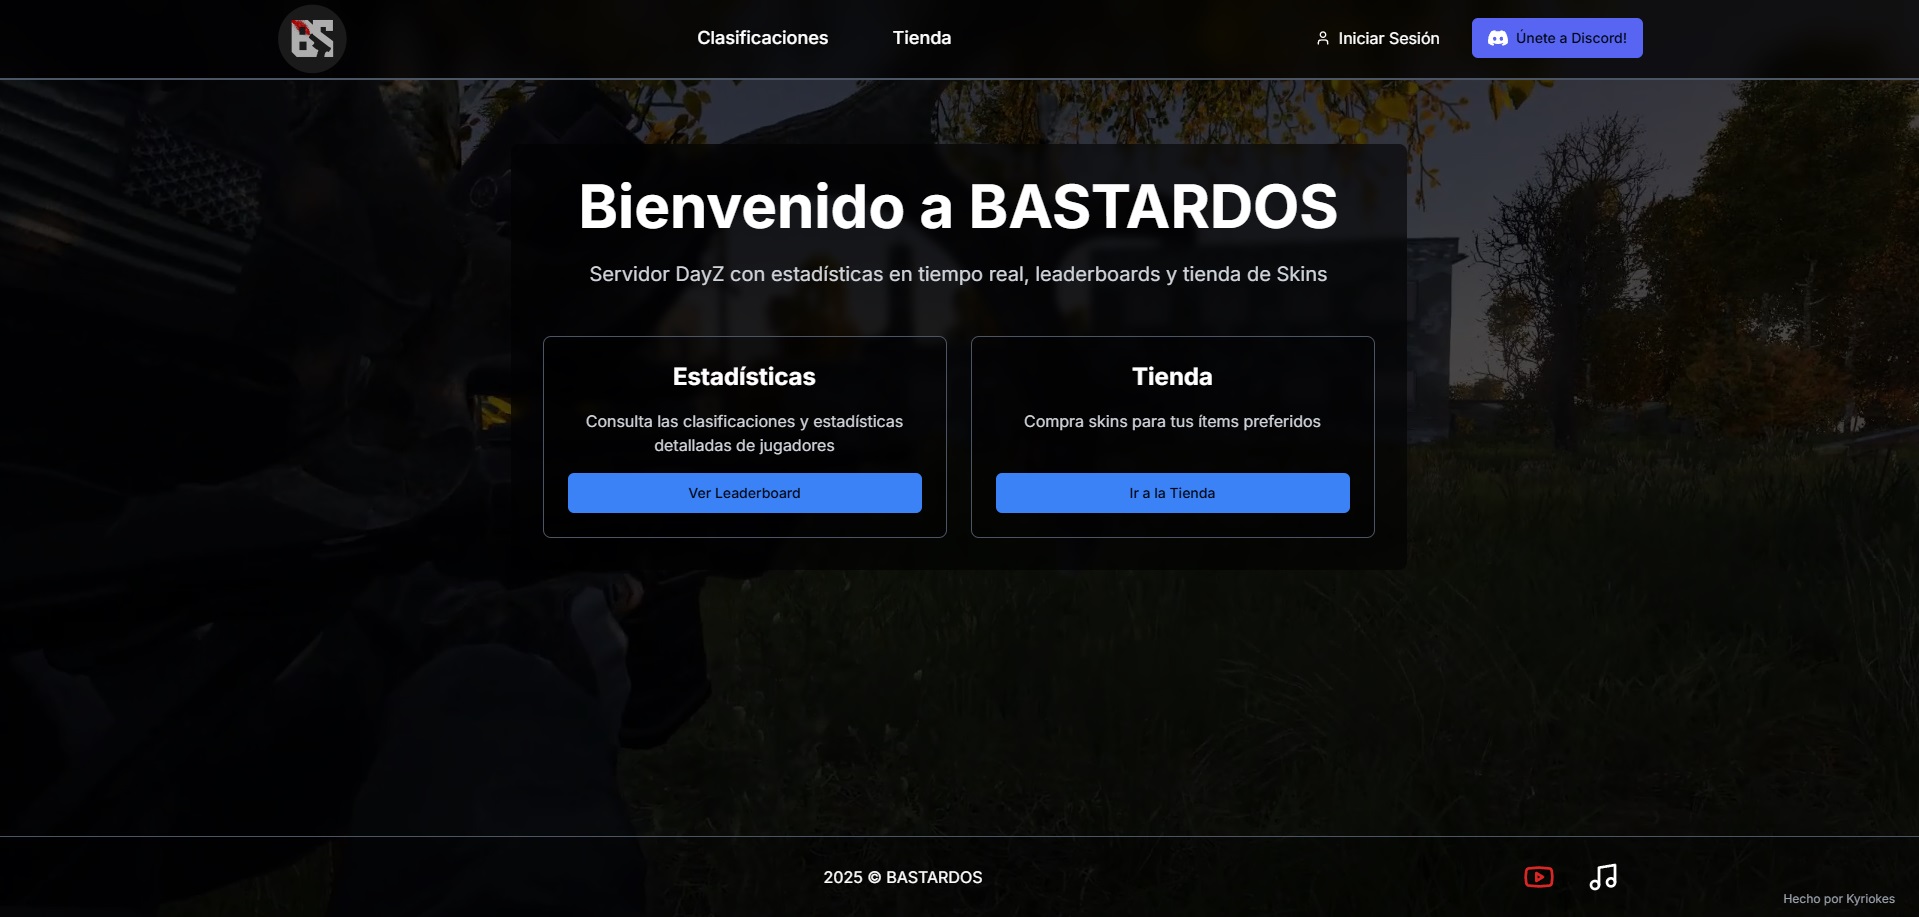 BS
Clasificaciones
Tienda
Iniciar Sesión
Únete a Discord!
Bienvenido a BASTARDOS
Servidor DayZ con estadísticas en tiempo real, leaderboards y tienda de Skins
Estadísticas
Consulta las clasificaciones y estadísticas
detalladas de jugadores
Ver Leaderboard
Tienda
Compra skins para tus ítems preferidos
Ir a la Tienda
2025 © BASTARDOS
Hecho por Kyriokes